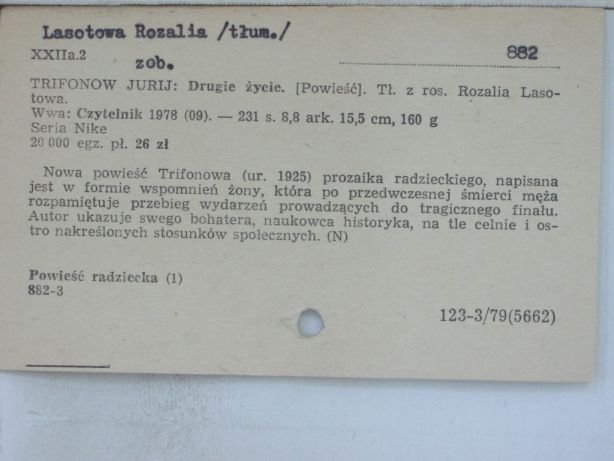 Lasotowa Rozalia /tłum./
XXIIa.2
zob.
882
TRIFONOW JURIJ: Drugie życie. [Powieść]. Tł. z ros. Rozalia Laso-
towa.
Wwa: Czytelnik 1978 (09). — 231 s. 8,8 ark. 15,5 cm, 160 g
Seria Nike
20 000 egz. pł. 26 zł
Nowa powieść Trifonowa (ur. 1925) prozaika radzieckiego, napisana
jest w formie wspomnień żony, która po przedwczesnej śmierci męża
rozpamiętuje przebieg wydarzeń prowadzących do tragicznego finału.
Autor ukazuje swego bohatera, naukowca historyka, na tle celnie i os-
tro nakreślonych stosunków społecznych. (N)
Powieść radziecka (1)
882-3
123-3/79(5662)